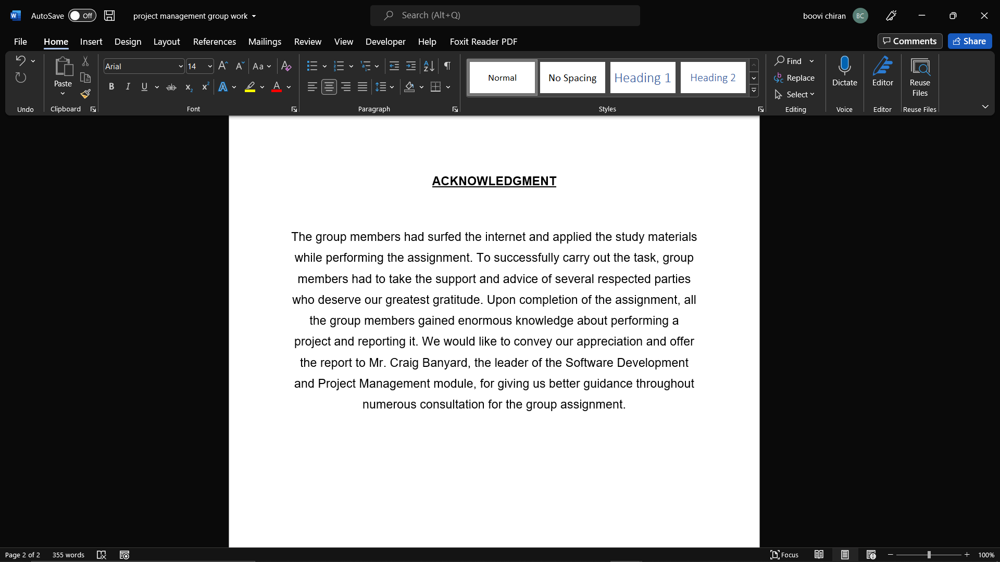 AutoSave Off project management group work Search (Alt+Q) boovi chiran BC
File Home Insert Design Layout References Mailings Review View Developer Help Foxit Reader PDF Comments Share
Arial 14 Aa
Paste
B I U ab x2 x2 A A
Normal No Spacing Heading 1 Heading 2
Find
Replace
Select
Dictate Editor Reuse Files
Undo Clipboard Font Paragraph Styles Editing Voice Editor Reuse Files
ACKNOWLEDGMENT
The group members had surfed the internet and applied the study materials
while performing the assignment. To successfully carry out the task, group
members had to take the support and advice of several respected parties
who deserve our greatest gratitude. Upon completion of the assignment, all
the group members gained enormous knowledge about performing a
project and reporting it. We would like to convey our appreciation and offer
the report to Mr. Craig Banyard, the leader of the Software Development
and Project Management module, for giving us better guidance throughout
numerous consultation for the group assignment.
Page 2 of 2 355 words Focus 100%